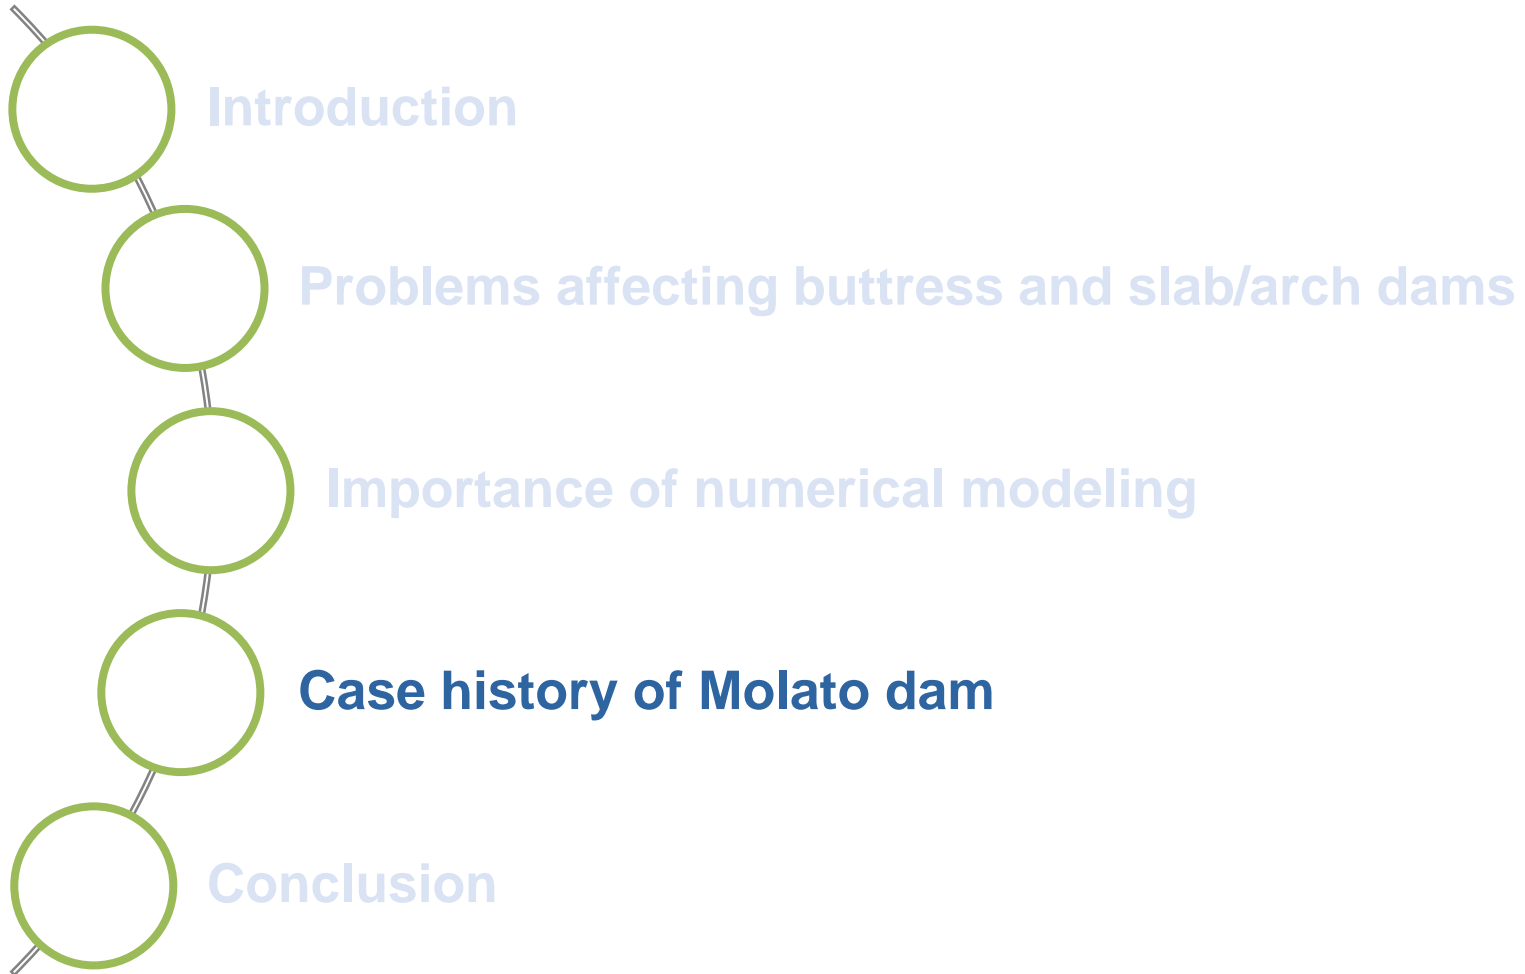 Introduction
Problems affecting buttress and slab/arch dams
Importance of numerical modeling
Case history of Molato dam
Conclusion